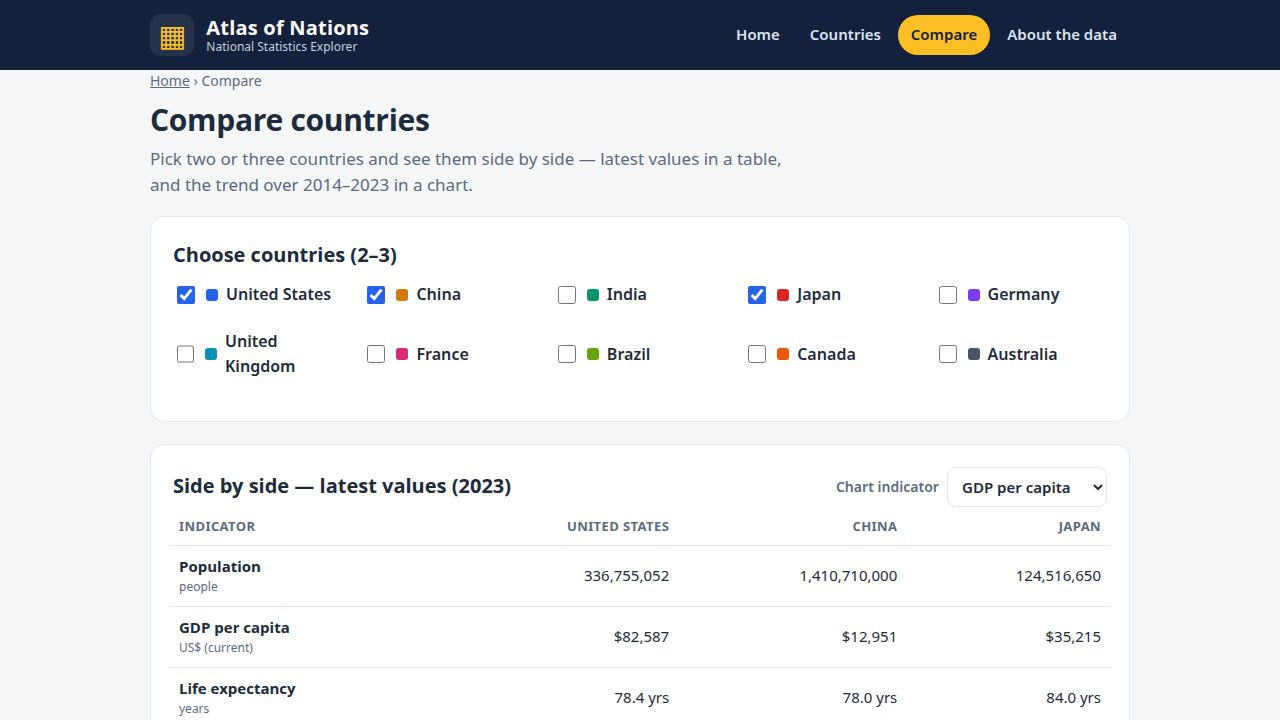 Atlas of Nations
National Statistics Explorer
Home Countries Compare About the data
Home › Compare
Compare countries
Pick two or three countries and see them side by side — latest values in a table,
and the trend over 2014–2023 in a chart.
Choose countries (2–3)
United States China India Japan Germany
United
Kingdom France Brazil Canada Australia
Side by side — latest values (2023) Chart indicator GDP per capita
INDICATOR UNITED STATES CHINA JAPAN
Population 336,755,052 1,410,710,000 124,516,650
people
GDP per capita $82,587 $12,951 $35,215
US$ (current)
Life expectancy 78.4 yrs 78.0 yrs 84.0 yrs
years